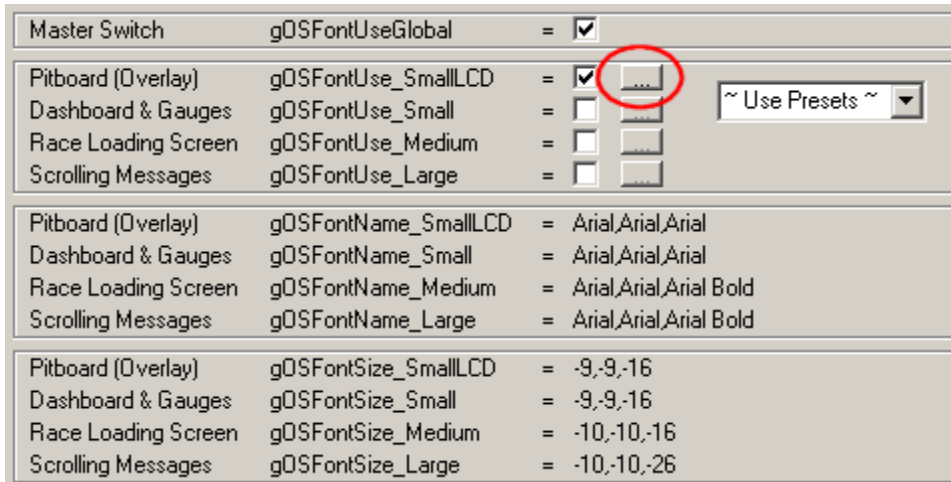 Master Switch gOSFontUseGlobal =
Pitboard (Overlay) gOSFontUse_SmallLCD = ...
~ Use Presets ~
Dashboard & Gauges gOSFontUse_Small = ...
Race Loading Screen gOSFontUse_Medium = ...
Scrolling Messages gOSFontUse_Large = ...
Pitboard (Overlay) gOSFontName_SmallLCD = Arial,Arial,Arial
Dashboard & Gauges gOSFontName_Small = Arial,Arial,Arial
Race Loading Screen gOSFontName_Medium = Arial,Arial,Arial Bold
Scrolling Messages gOSFontName_Large = Arial,Arial,Arial Bold
Pitboard (Overlay) gOSFontSize_SmallLCD = -9,-9,-16
Dashboard & Gauges gOSFontSize_Small = -9,-9,-16
Race Loading Screen gOSFontSize_Medium = -10,-10,-16
Scrolling Messages gOSFontSize_Large = -10,-10,-26